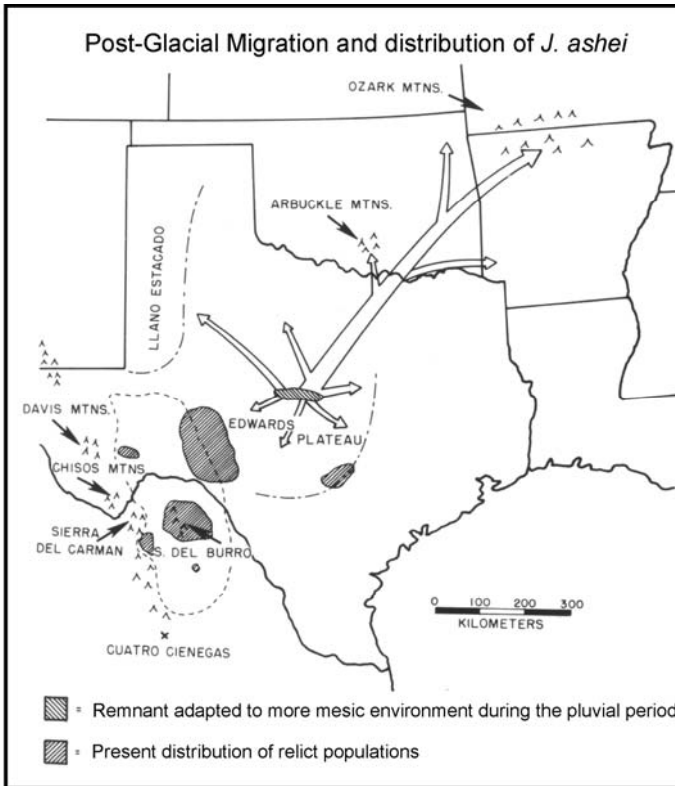 Post-Glacial Migration and distribution of J. ashei
OZARK MTNS.
ARBUCKLE MTNS.
LLANO ESTACADO
EDWARDS
PLATEAU
DAVIS MTNS.
CHISOS MTNS.
SIERRA
DEL CARMAN
S. DEL BURRO
CUATRO CIENEGAS
0 100 200 300
KILOMETERS
= Remnant adapted to more mesic environment during the pluvial period
= Present distribution of relict populations